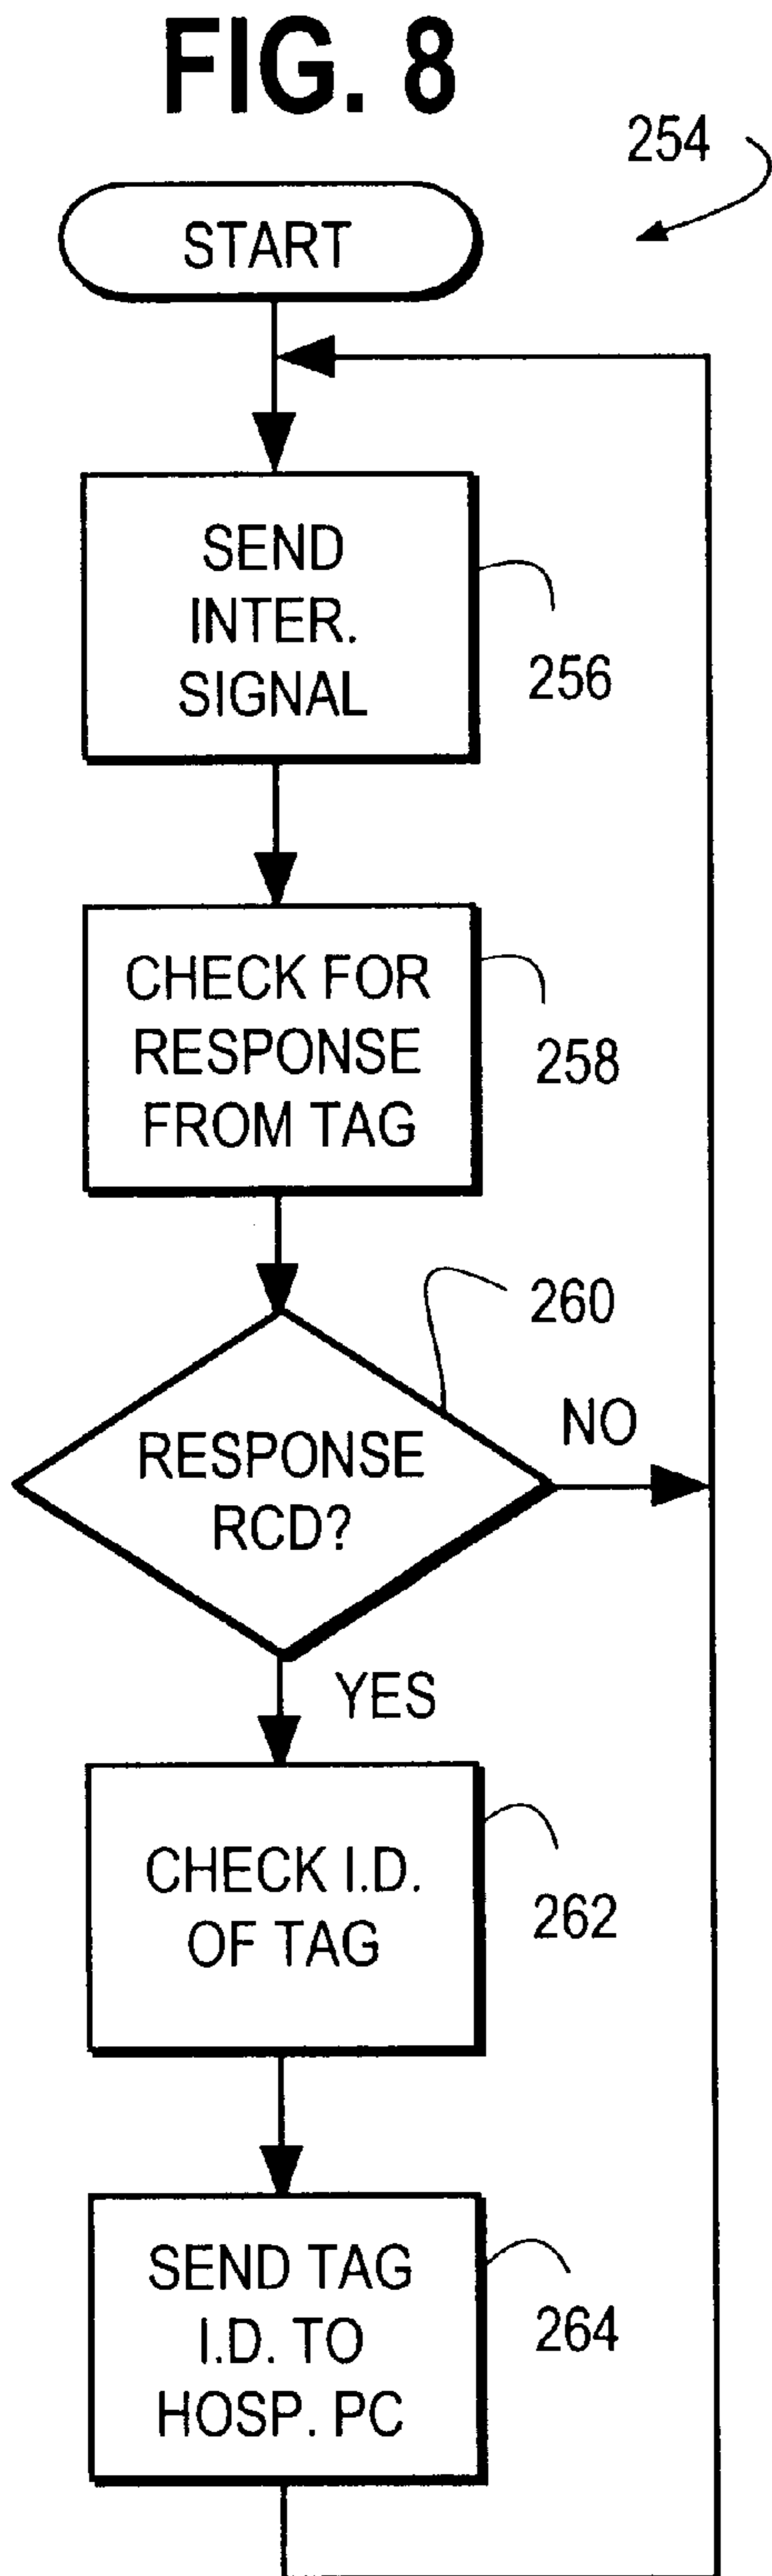 FIG. 8
254
START
SEND
INTER.
SIGNAL
256
CHECK FOR
RESPONSE
FROM TAG
258
260
RESPONSE
RCD?
NO
YES
CHECK I.D.
OF TAG
262
SEND TAG
I.D. TO
HOSP. PC
264